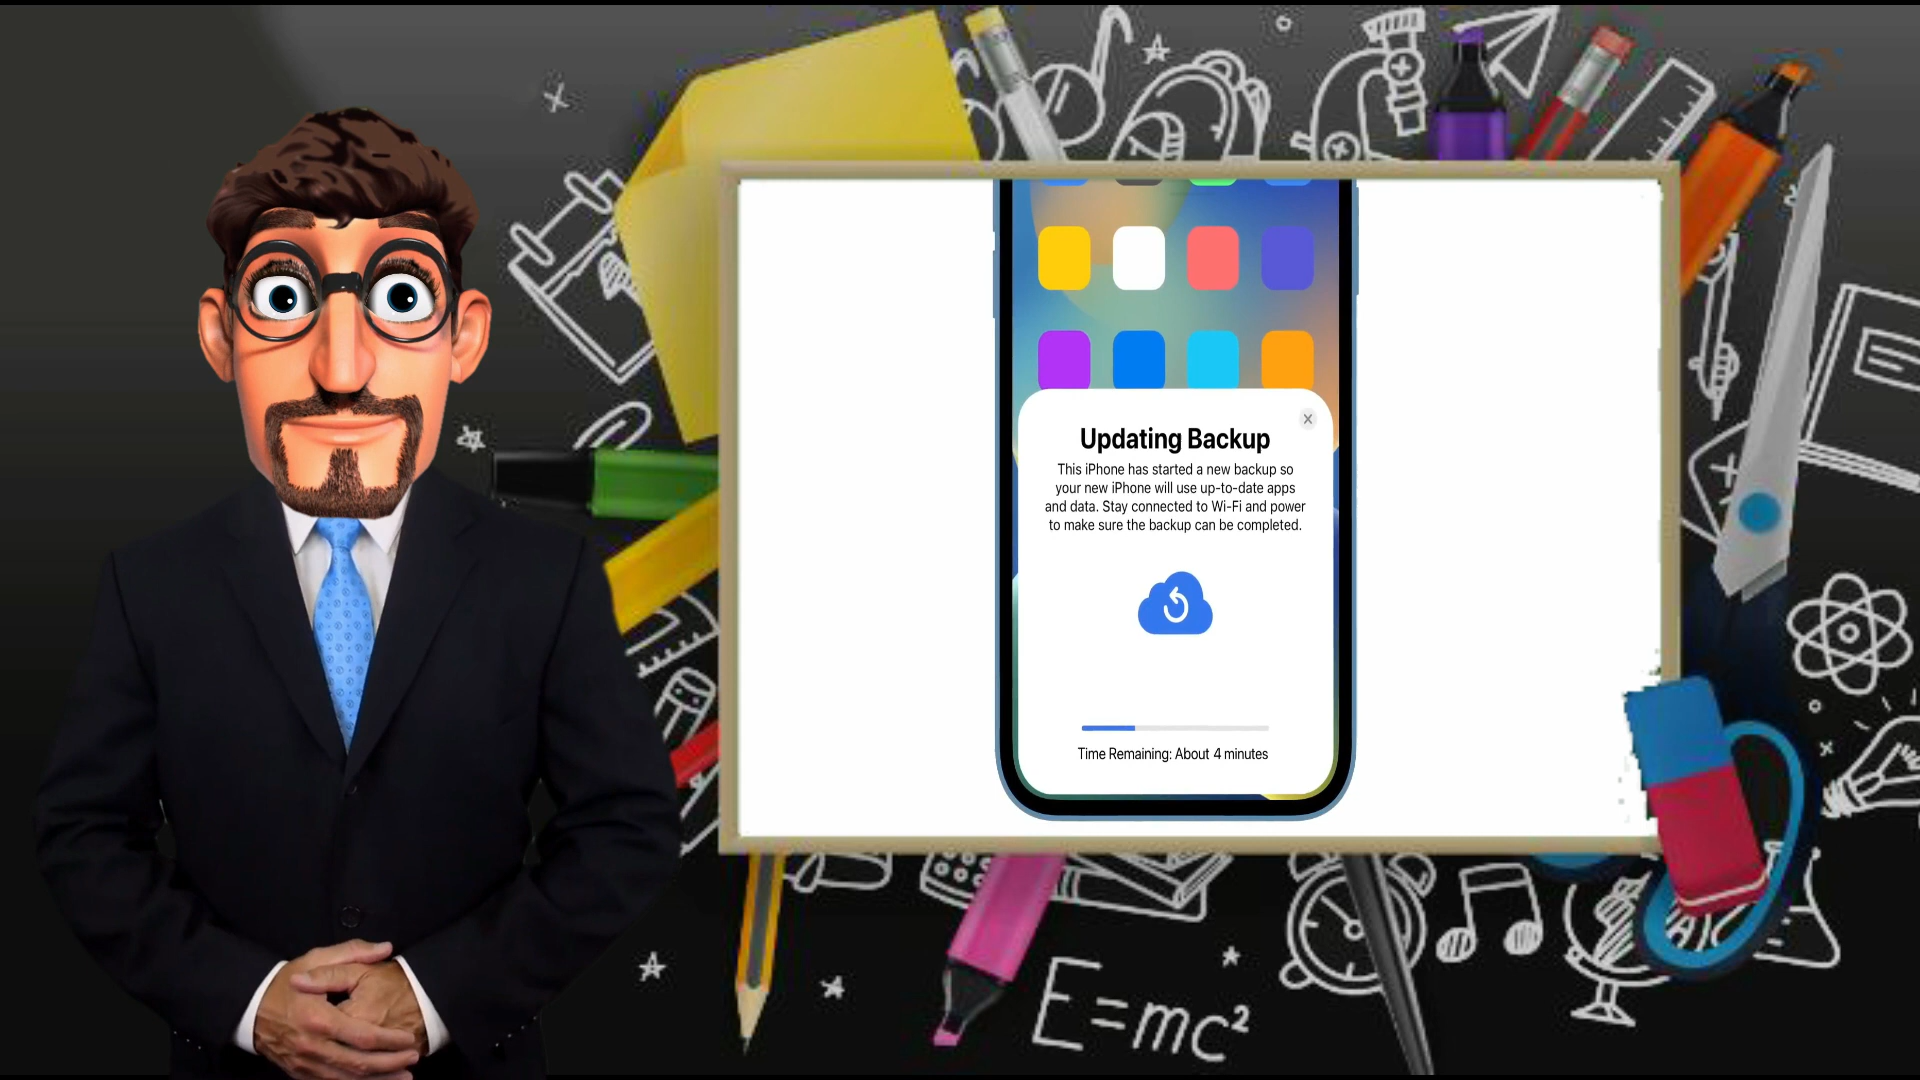 Updating Backup
This iPhone has started a new backup so
your new iPhone will use up-to-date apps
and data. Stay connected to Wi-Fi and power
to make sure the backup can be completed.
Time Remaining: About 4 minutes
E=mc²